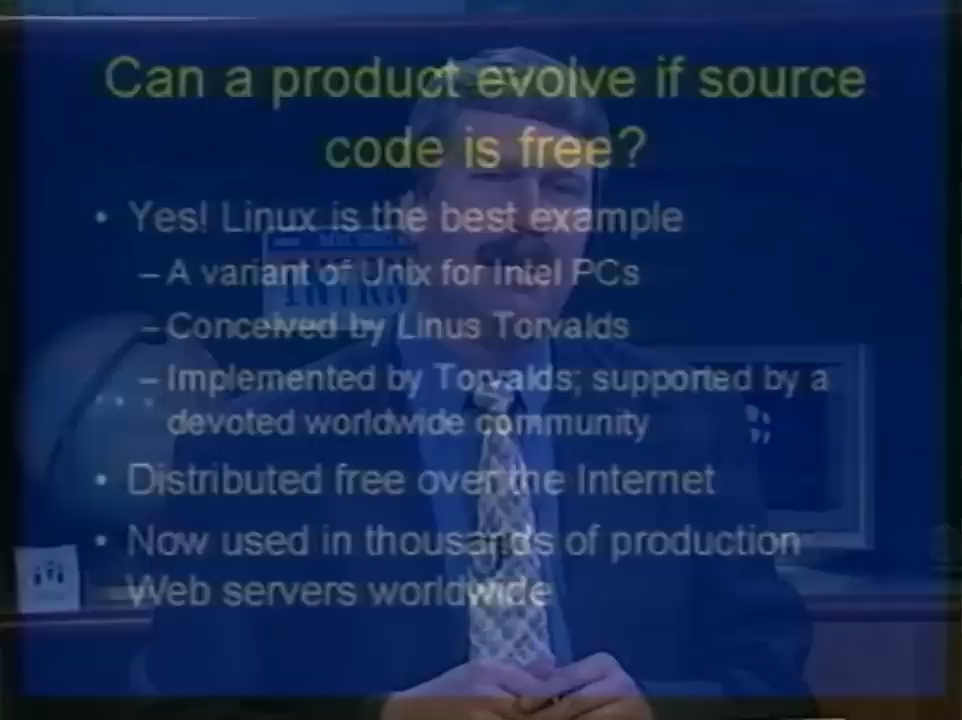 Can a product evolve if source
code is free?
• Yes! Linux is the best example
– A variant of Unix for Intel PCs
– Conceived by Linus Torvalds
– Implemented by Torvalds; supported by a
devoted worldwide community
• Distributed free over the Internet
• Now used in thousands of production
Web servers worldwide